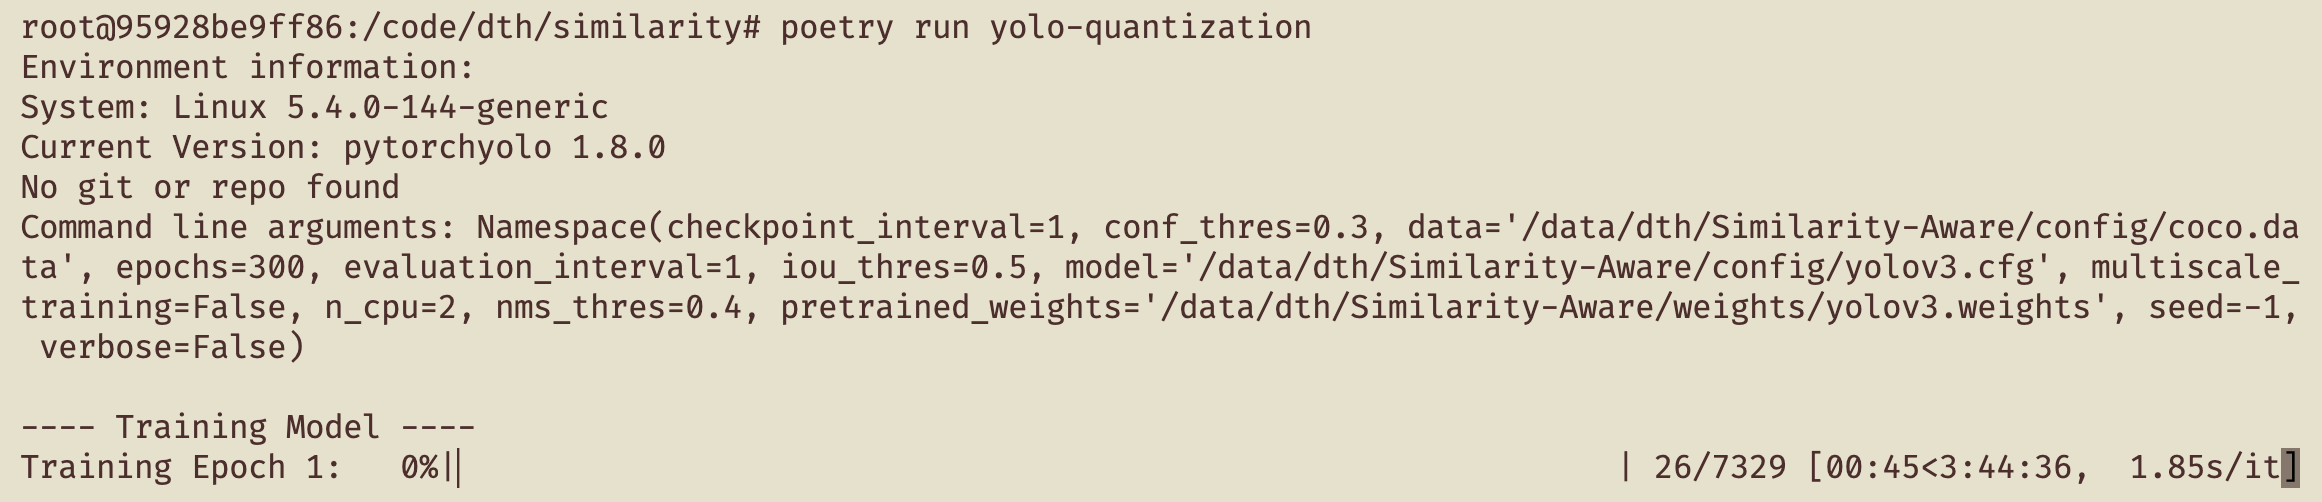 root@95928be9ff86:/code/dth/similarity# poetry run yolo-quantization
Environment information:
System: Linux 5.4.0-144-generic
Current Version: pytorchyolo 1.8.0
No git or repo found
Command line arguments: Namespace(checkpoint_interval=1, conf_thres=0.3, data='/data/dth/Similarity-Aware/config/coco.da
ta', epochs=300, evaluation_interval=1, iou_thres=0.5, model='/data/dth/Similarity-Aware/config/yolov3.cfg', multiscale_
training=False, n_cpu=2, nms_thres=0.4, pretrained_weights='/data/dth/Similarity-Aware/weights/yolov3.weights', seed=-1,
 verbose=False)

---- Training Model ----
Training Epoch 1:   0%||                                                             | 26/7329 [00:45<3:44:36,  1.85s/it]